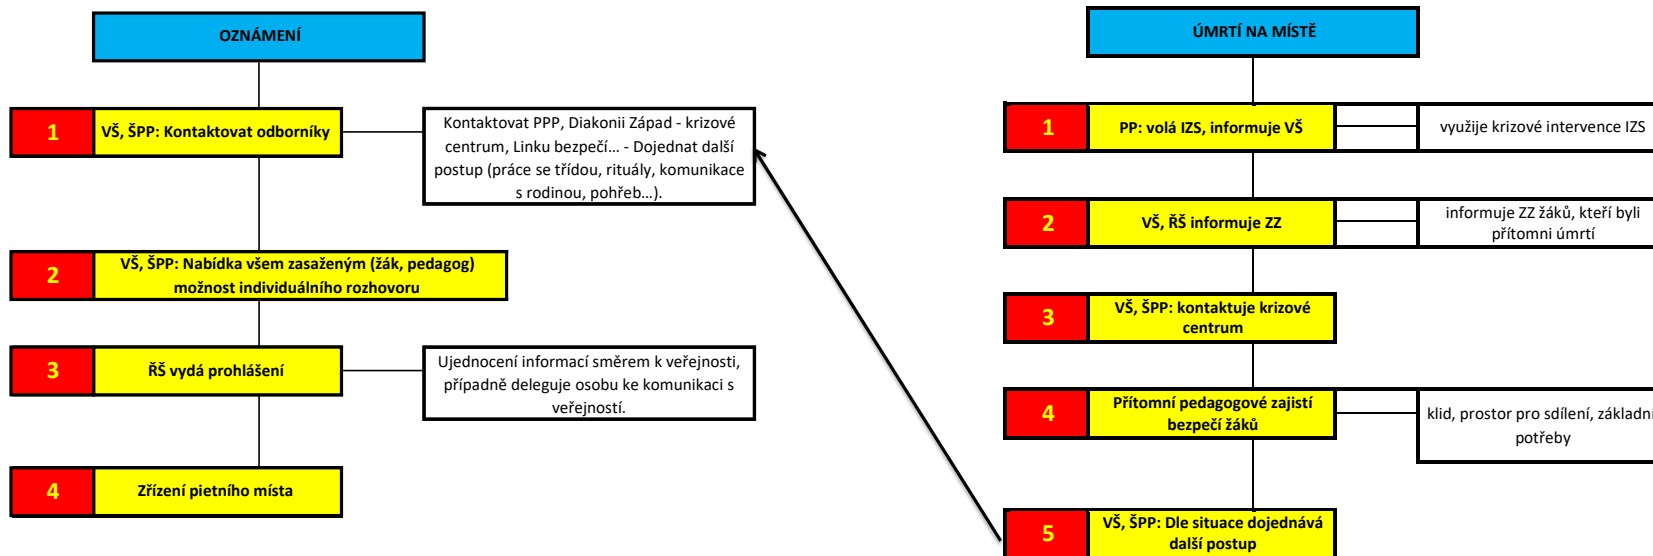 OZNÁMENÍ
1
VŠ, ŠPP: Kontaktovat odborníky
Kontaktovat PPP, Diakonii Západ - krizové
centrum, Linku bezpečí... - Dojednat další
postup (práce se třídou, rituály, komunikace
s rodinou, pohřeb...).
2
VŠ, ŠPP: Nabídka všem zasaženým (žák, pedagog)
možnost individuálního rozhovoru
3
ŘŠ vydá prohlášení
Ujednocení informací směrem k veřejnosti,
případně deleguje osobu ke komunikaci s
veřejností.
4
Zřízení pietního místa
ÚMRTÍ NA MÍSTĚ
1
PP: volá IZS, informuje VŠ
využije krizové intervence IZS
2
VŠ, ŘŠ informuje ZZ
informuje ZZ žáků, kteří byli
přítomni úmrtí
3
VŠ, ŠPP: kontaktuje krizové
centrum
4
Přítomní pedagogové zajistí
bezpečí žáků
klid, prostor pro sdílení, základní
potřeby
5
VŠ, ŠPP: Dle situace dojednává
další postup